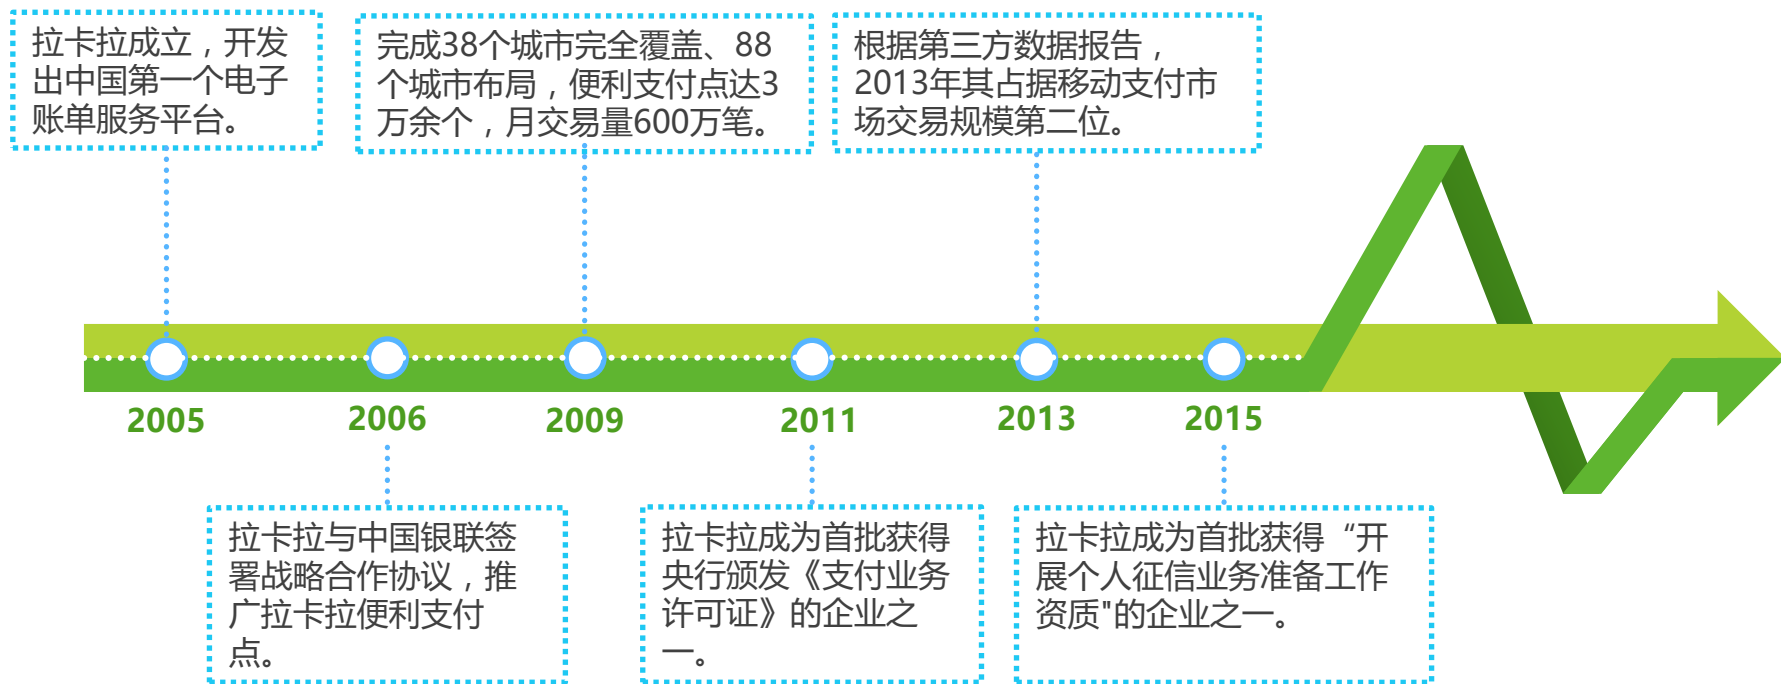 拉卡拉成立，开发
出中国第一个电子
账单服务平台。
完成38个城市完全覆盖、88
个城市布局，便利支付点达3
万余个，月交易量600万笔。
根据第三方数据报告，
2013年其占据移动支付市
场交易规模第二位。
2005
2006
2009
2011
2013
2015
拉卡拉与中国银联签
署战略合作协议，推
广拉卡拉便利支付
点。
拉卡拉成为首批获得
央行颁发《支付业务
许可证》的企业之
一。
拉卡拉成为首批获得“开
展个人征信业务准备工作
资质"的企业之一。